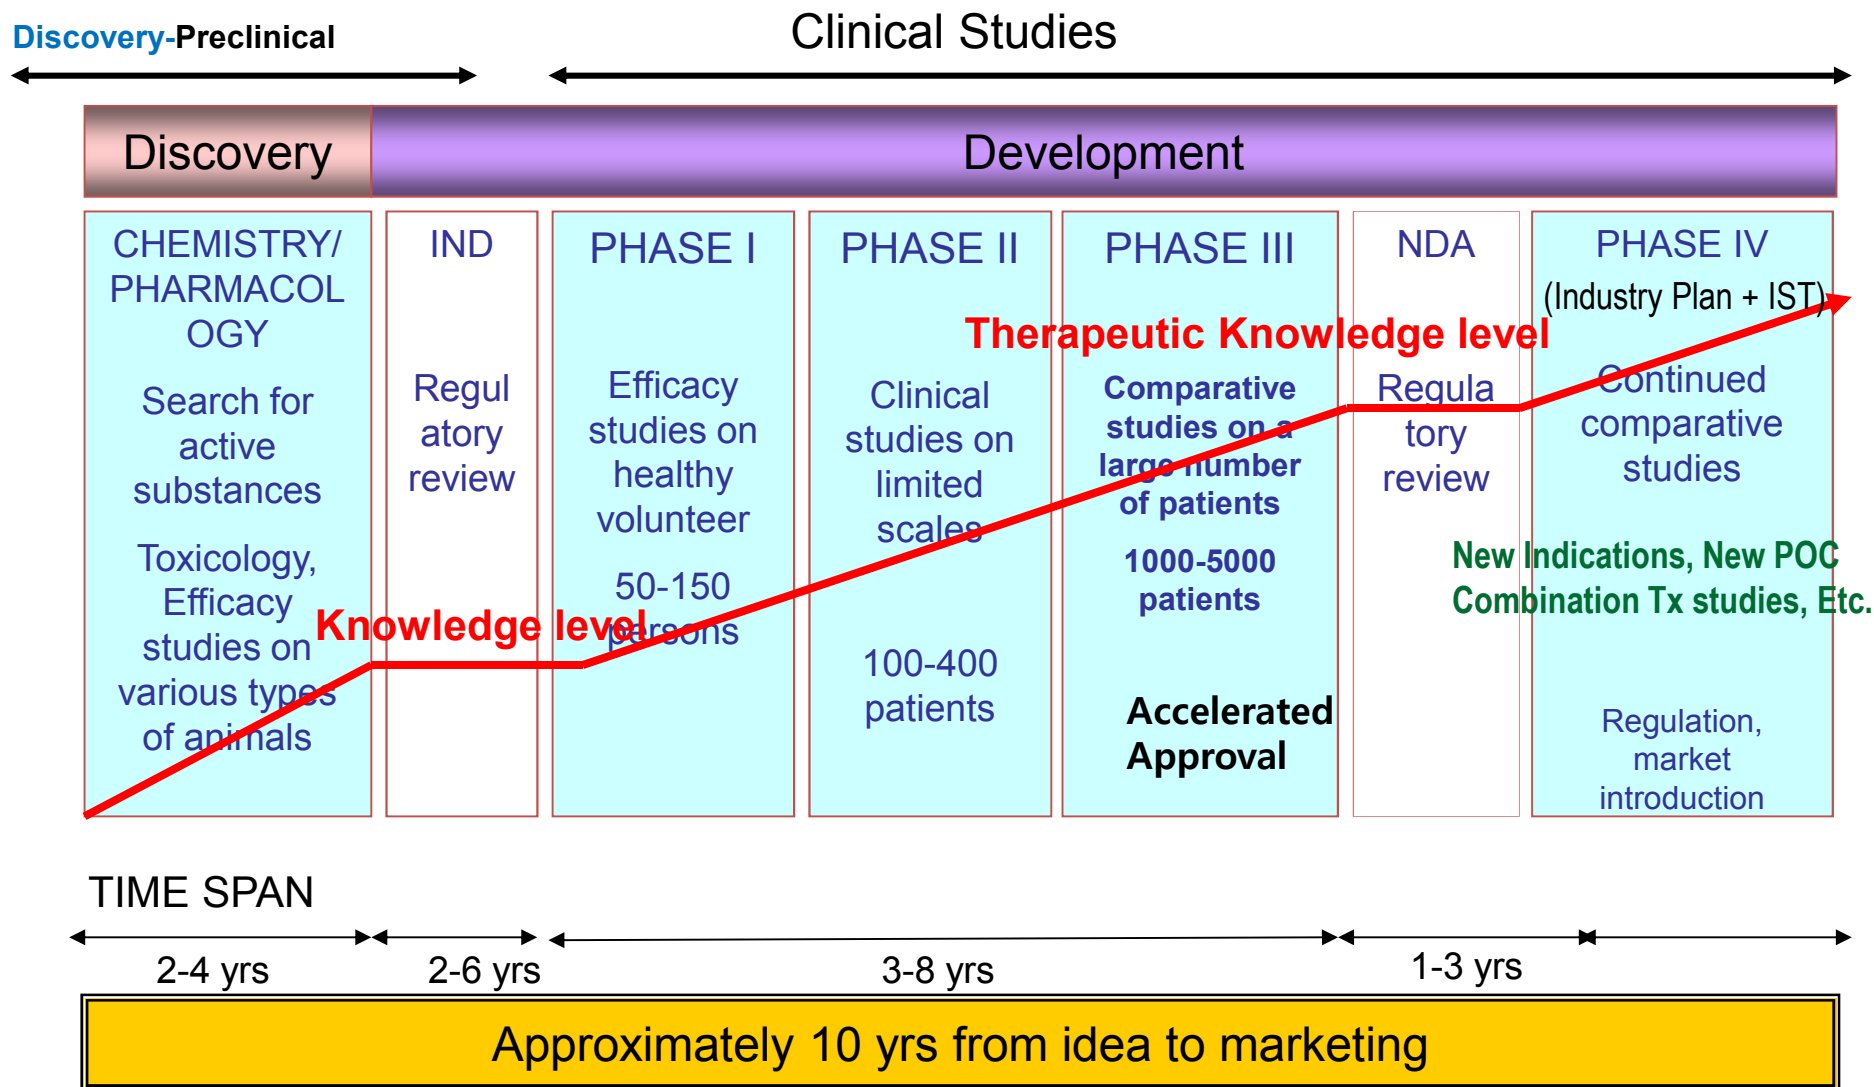 Discovery-Preclinical
Clinical Studies
Discovery
Development
CHEMISTRY/
PHARMACOL
OGY
Search for
active
substances
Toxicology,
Efficacy
studies on
various types
of animals
IND
Regul
atory
review
PHASE I
Efficacy
studies on
healthy
volunteer
50-150
persons
PHASE II
Clinical
studies on
limited
scales
100-400
patients
PHASE III
Comparative
studies on a
large number
of patients
1000-5000
patients
Accelerated
Approval
NDA
Regula
tory
review
PHASE IV
(Industry Plan + IST)
Continued
comparative
studies
New Indications, New POC
Combination Tx studies, Etc.
Regulation,
market
introduction
Knowledge level
Therapeutic Knowledge level
TIME SPAN
2-4 yrs
2-6 yrs
3-8 yrs
1-3 yrs
Approximately 10 yrs from idea to marketing